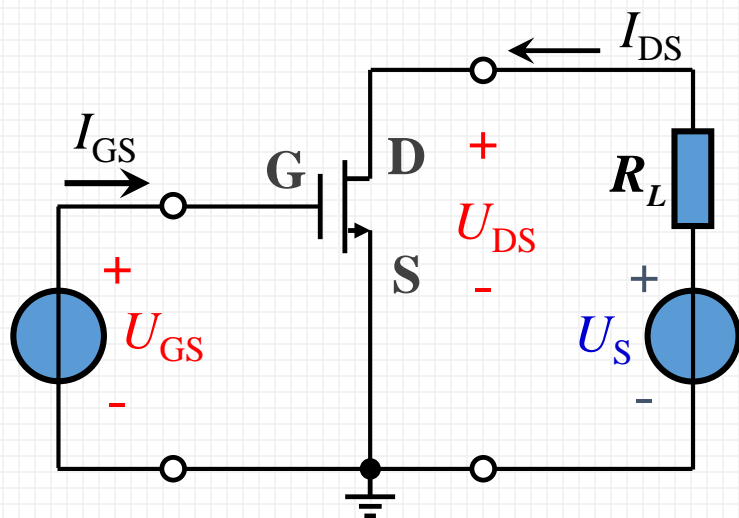 I_DS
I_GS
G
D
+
R_L
U_DS
S
-
+
U_GS
-
+
U_S
-